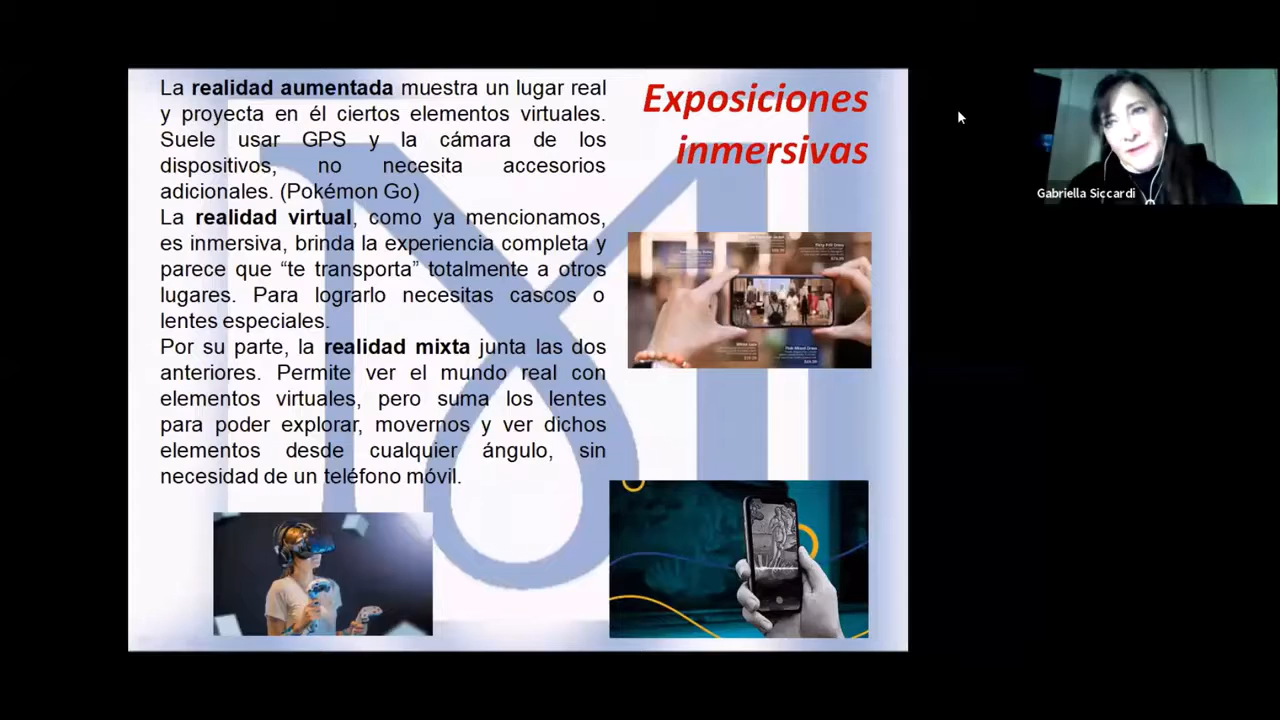 La realidad aumentada muestra un lugar real
y proyecta en él ciertos elementos virtuales.
Suele usar GPS y la cámara de los
dispositivos, no necesita accesorios
adicionales. (Pokémon Go)
La realidad virtual, como ya mencionamos,
es inmersiva, brinda la experiencia completa y
parece que “te transporta” totalmente a otros
lugares. Para lograrlo necesitas cascos o
lentes especiales.
Por su parte, la realidad mixta junta las dos
anteriores. Permite ver el mundo real con
elementos virtuales, pero suma los lentes
para poder explorar, movernos y ver dichos
elementos desde cualquier ángulo, sin
necesidad de un teléfono móvil.
Exposiciones
inmersivas
Gabriella Siccardi